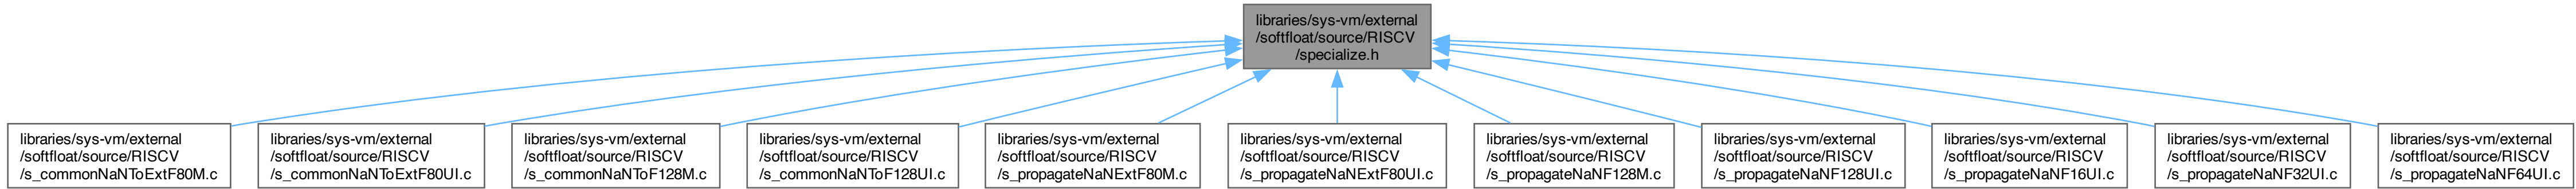 libraries/sys-vm/external
/softfloat/source/RISCV
/specialize.h
libraries/sys-vm/external
/softfloat/source/RISCV
/s_commonNaNToExtF80M.c
libraries/sys-vm/external
/softfloat/source/RISCV
/s_commonNaNToExtF80UI.c
libraries/sys-vm/external
/softfloat/source/RISCV
/s_commonNaNToF128M.c
libraries/sys-vm/external
/softfloat/source/RISCV
/s_commonNaNToF128UI.c
libraries/sys-vm/external
/softfloat/source/RISCV
/s_propagateNaNExtF80M.c
libraries/sys-vm/external
/softfloat/source/RISCV
/s_propagateNaNExtF80UI.c
libraries/sys-vm/external
/softfloat/source/RISCV
/s_propagateNaNF128M.c
libraries/sys-vm/external
/softfloat/source/RISCV
/s_propagateNaNF128UI.c
libraries/sys-vm/external
/softfloat/source/RISCV
/s_propagateNaNF16UI.c
libraries/sys-vm/external
/softfloat/source/RISCV
/s_propagateNaNF32UI.c
libraries/sys-vm/external
/softfloat/source/RISCV
/s_propagateNaNF64UI.c